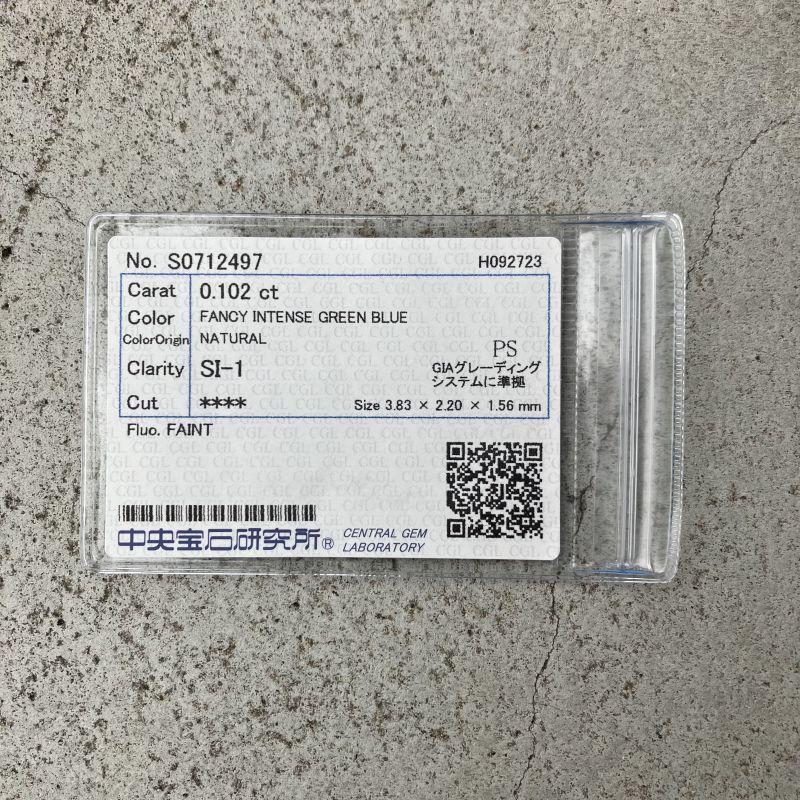 No. S0712497 H092723
Carat 0.102 ct
Color FANCY INTENSE GREEN BLUE
ColorOrigin NATURAL
PS
Clarity SI-1 GIAグレーディング
システムに準拠
Cut **** Size 3.83 × 2.20 × 1.56 mm
Fluo. FAINT
中央宝石研究所® CENTRAL GEM
LABORATORY